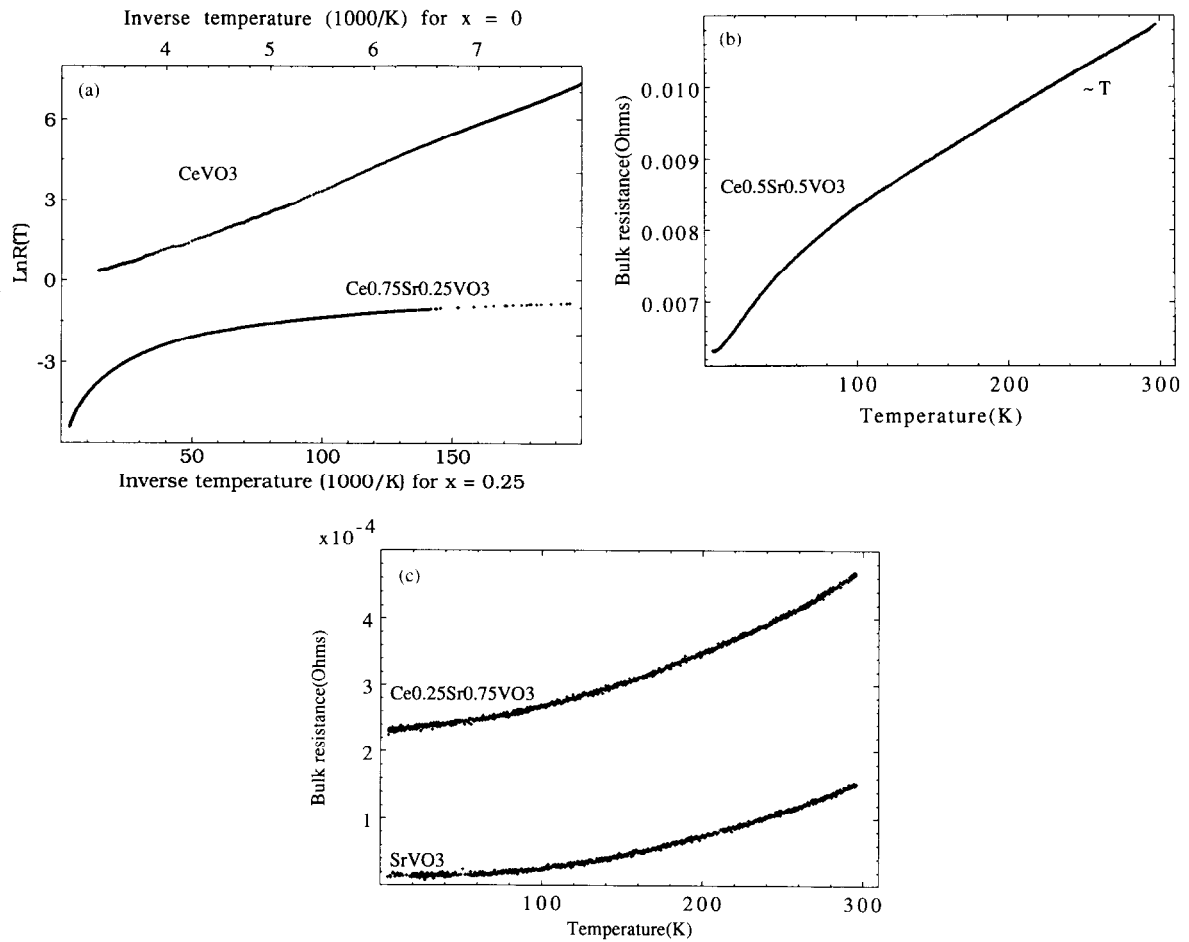 Inverse temperature (1000/K) for x = 0
4 5 6 7
(a)
6
CeVO3
3
LnR(T)
0
Ce0.75Sr0.25VO3
-3
50 100 150
Inverse temperature (1000/K) for x = 0.25
(b)
0.010
~ T
0.009
Bulk resistance(Ohms)
Ce0.5Sr0.5VO3
0.008
0.007
100 200 300
Temperature(K)
x10-4
(c)
4
Bulk resistance(Ohms)
3
Ce0.25Sr0.75VO3
2
1
SrVO3
100 200 300
Temperature(K)